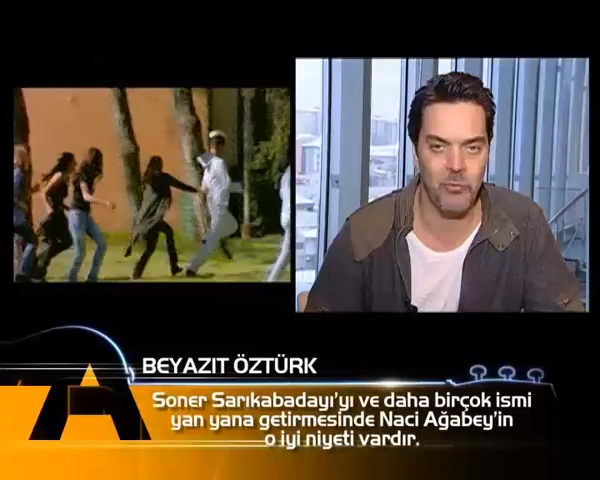 BEYAZIT ÖZTÜRK
Soner Sarıkabadayı'yı ve daha birçok ismi
yan yana getirmesinde Naci Ağabey'in
o iyi niyeti vardır.